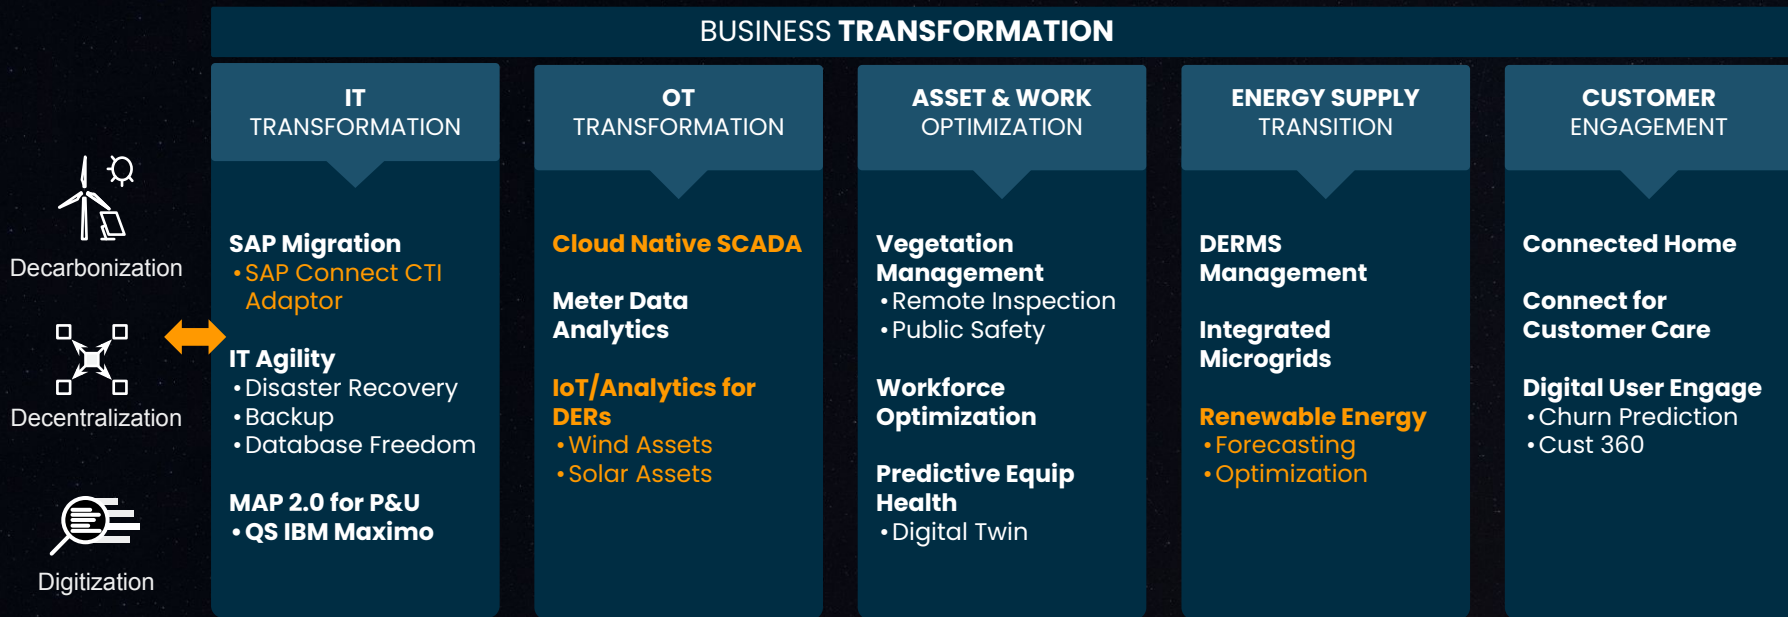 BUSINESS TRANSFORMATION
Decarbonization
Decentralization
Digitization
IT
TRANSFORMATION
SAP Migration
• SAP Connect CTI
Adaptor
IT Agility
• Disaster Recovery
• Backup
• Database Freedom
MAP 2.0 for P&U
• QS IBM Maximo
OT
TRANSFORMATION
Cloud Native SCADA
Meter Data
Analytics
IoT/Analytics for
DERs
• Wind Assets
• Solar Assets
ASSET & WORK
OPTIMIZATION
Vegetation
Management
• Remote Inspection
• Public Safety
Workforce
Optimization
Predictive Equip
Health
• Digital Twin
ENERGY SUPPLY
TRANSITION
DERMS
Management
Integrated
Microgrids
Renewable Energy
• Forecasting
• Optimization
CUSTOMER
ENGAGEMENT
Connected Home
Connect for
Customer Care
Digital User Engage
• Churn Prediction
• Cust 360